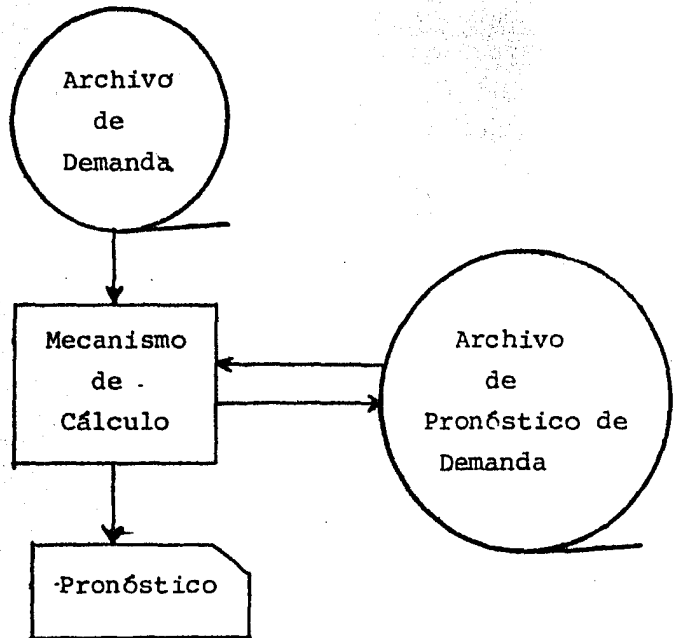 Archivo
de
Demanda
Mecanismo
de
Cálculo
Archivo
de
Pronóstico de
Demanda
Pronóstico